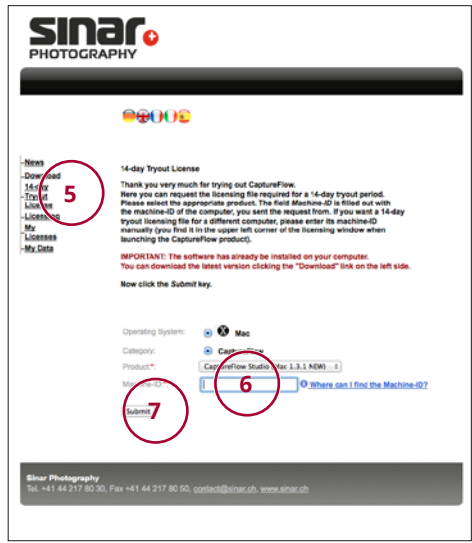 sinar
PHOTOGRAPHY
News
Download
14-day
Tryout
License
Licensing
My
Licenses
My Data
5
14-day Tryout License
Thank you very much for trying out CaptureFlow.
Here you can request the licensing file required for a 14-day tryout period.
Please select the appropriate product. The field Machine-ID is filled out with
the machine-ID of the computer, you sent the request from. If you want a 14-day
tryout licensing file for a different computer, please enter its machine-ID
manually (you find it in the upper left corner of the licensing window when
launching the CaptureFlow product).
IMPORTANT: The software has already be installed on your computer.
You can download the latest version clicking the "Download" link on the left side.
Now click the Submit key.
Operating System: X Mac
Category: CaptureFlow
Product*: CaptureFlow Studio (Mac 1.3.1 NEW)
Machine-ID:* 6 Where can I find the Machine-ID?
Submit
7
Sinar Photography
Tel. +41 44 217 80 30, Fax +41 44 217 80 50, contact@sinar.ch, www.sinar.ch